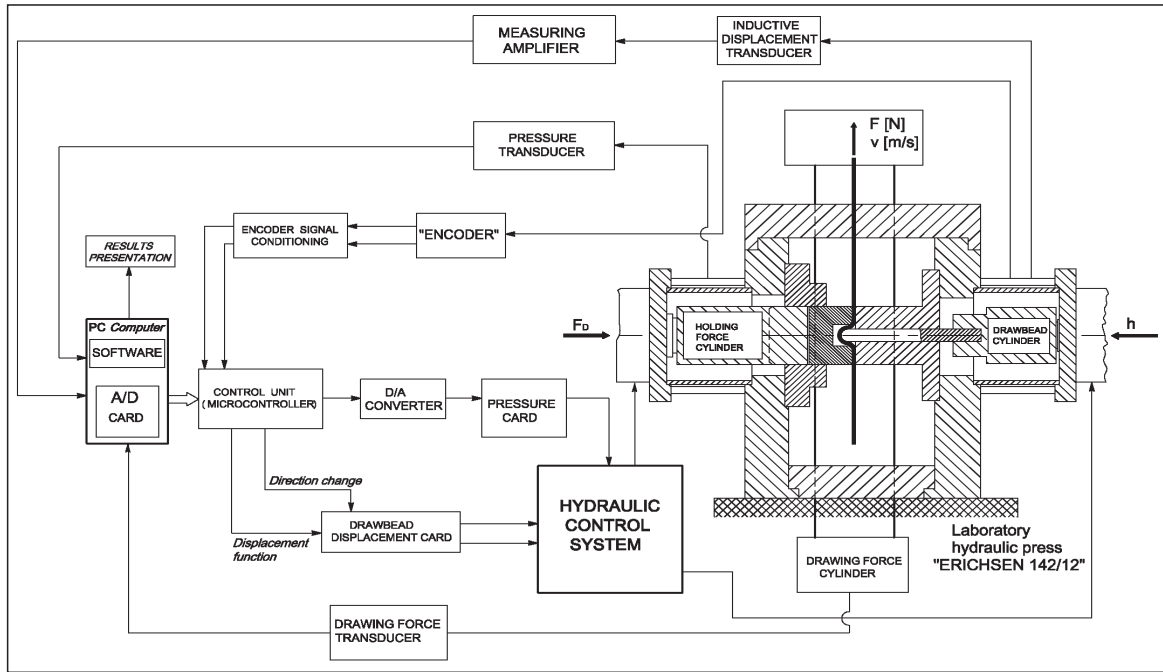 MEASURING
AMPLIFIER
INDUCTIVE
DISPLACEMENT
TRANSDUCER
PRESSURE
TRANSDUCER
F [N]
v [m/s]
ENCODER SIGNAL
CONDITIONING
"ENCODER"
RESULTS
PRESENTATION
PC Computer
SOFTWARE
A/D
CARD
CONTROL UNIT
( MICROCONTROLLER)
D/A
CONVERTER
PRESSURE
CARD
FD
HOLDING
FORCE
CYLINDER
DRAWBEAD
CYLINDER
h
Direction change
Displacement
function
DRAWBEAD
DISPLACEMENT CARD
HYDRAULIC
CONTROL
SYSTEM
DRAWING FORCE
CYLINDER
Laboratory
hydraulic press
"ERICHSEN 142/12"
DRAWING FORCE
TRANSDUCER